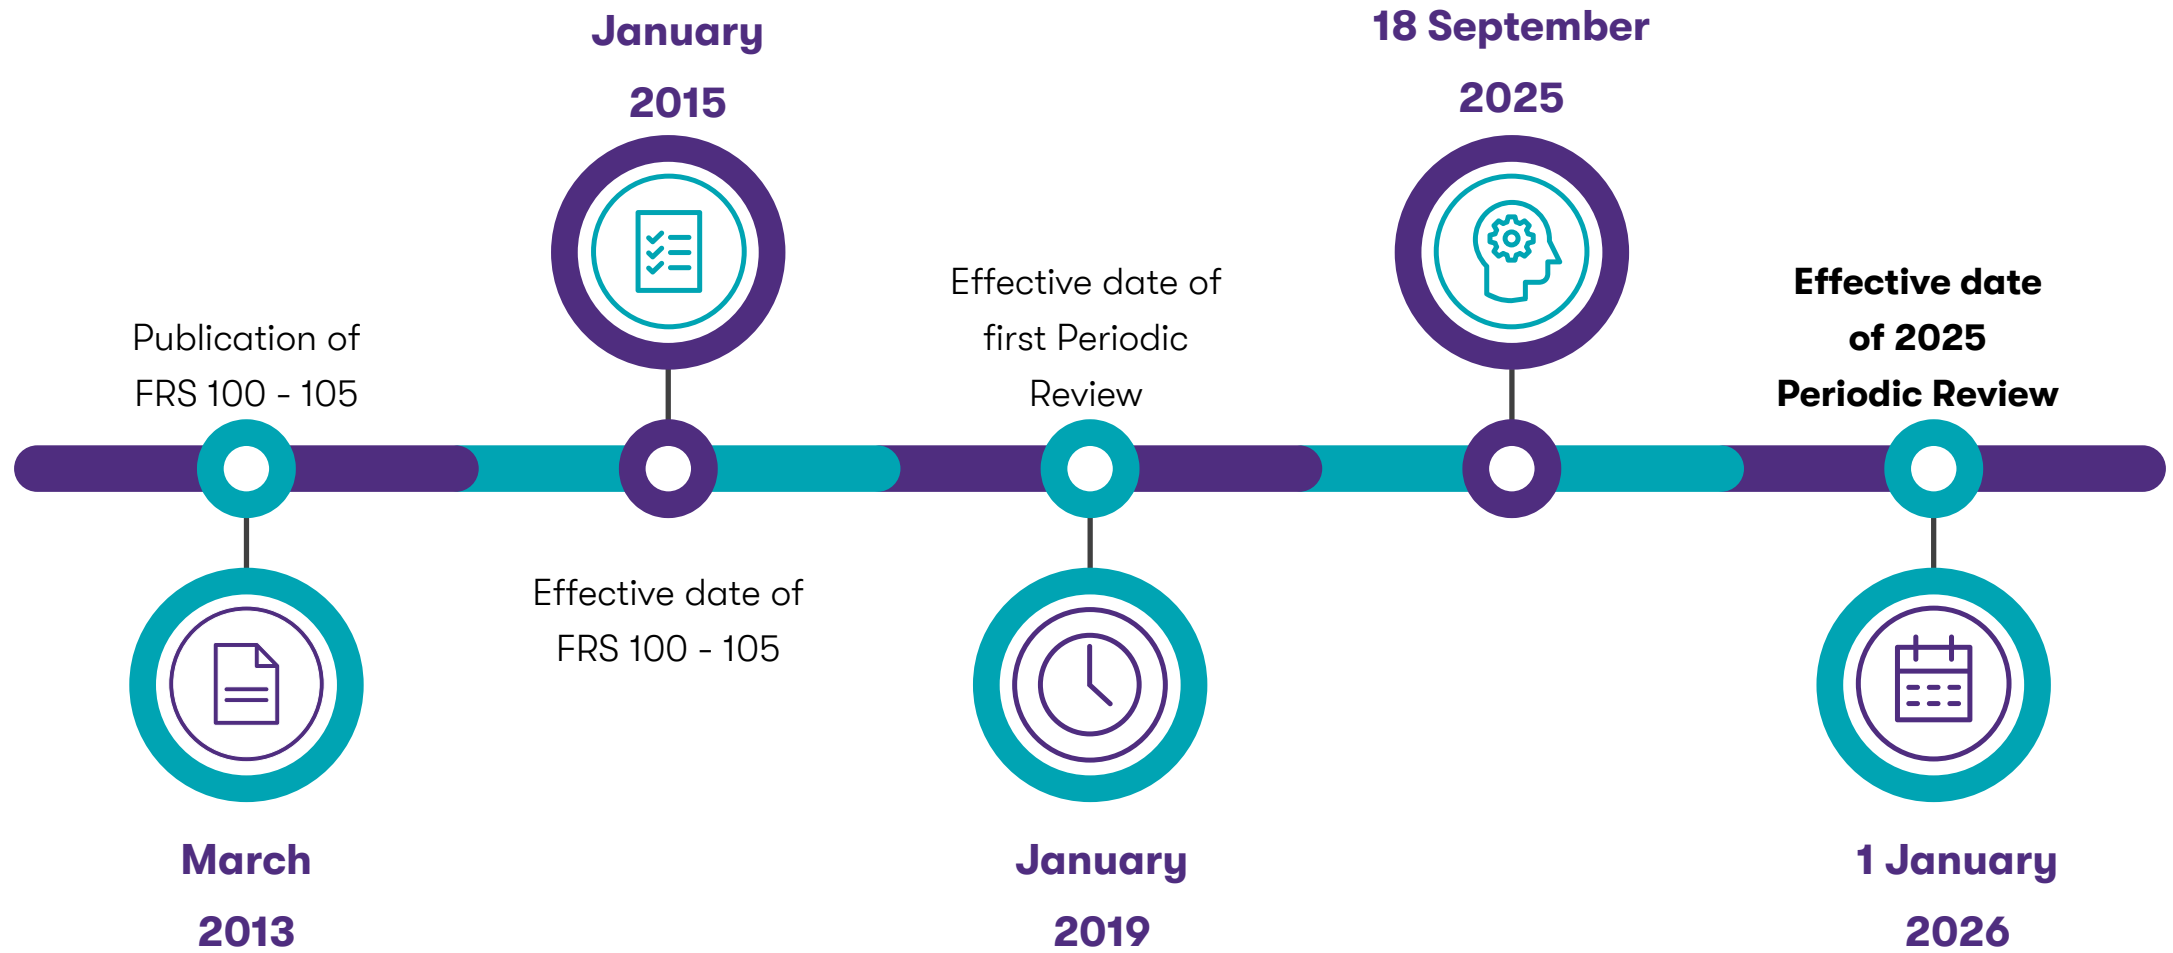 Publication of
FRS 100 - 105
March
2013
January
2015
Effective date of
FRS 100 - 105
Effective date of
first Periodic
Review
January
2019
18 September
2025
Effective date
of 2025
Periodic Review
1 January
2026